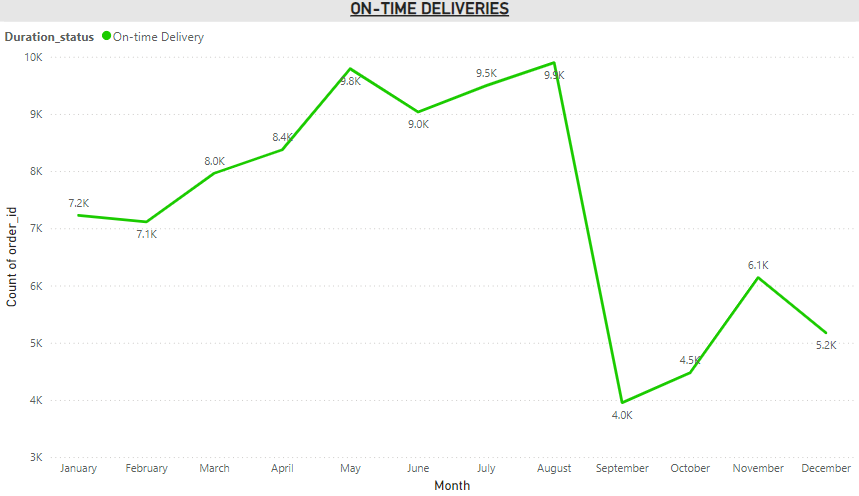 ON-TIME DELIVERIES
Duration_status On-time Delivery
10K
9K
8K
7K
6K
5K
4K
3K
Count of order_id
7.2K
7.1K
8.0K
8.4K
9.8K
9.0K
9.5K
9.9K
4.0K
4.5K
6.1K
5.2K
January February March April May June July August September October November December
Month